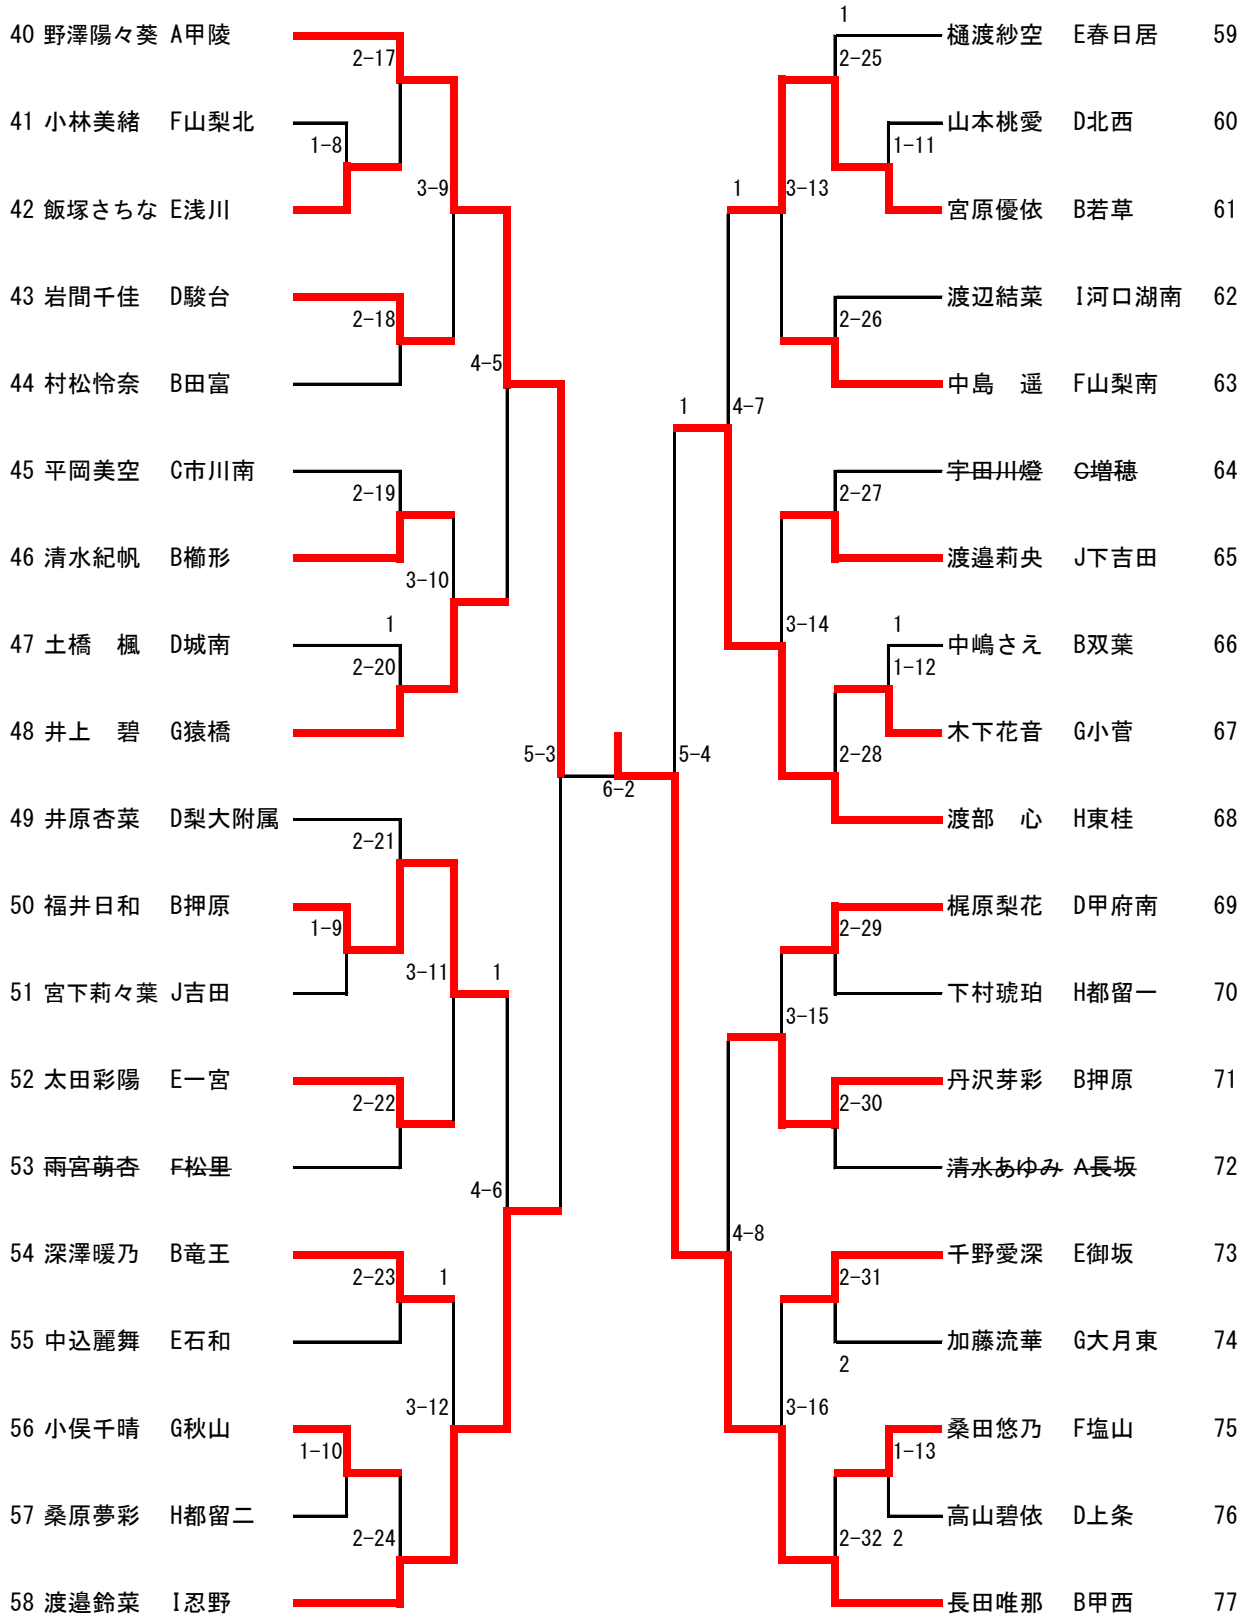 40 野澤陽々葵 A甲陵
2-17
41 小林美緒 F山梨北
1-8
42 飯塚さちな E浅川
3-9
43 岩間千佳 D駿台
2-18
44 村松怜奈 B田富
4-5
45 平岡美空 C市川南
2-19
46 清水紀帆 B櫛形
3-10
47 土橋 楓 D城南
1
2-20
48 井上 碧 G猿橋
5-3
49 井原杏菜 D梨大附属
2-21
50 福井日和 B押原
1-9
51 宮下莉々葉 J吉田
3-11
1
52 太田彩陽 E一宮
2-22
53 雨宮萌杏 F松里
4-6
54 深澤暖乃 B竜王
2-23
1
55 中込麗舞 E石和
3-12
56 小俣千晴 G秋山
1-10
57 桑原夢彩 H都留二
2-24
58 渡邉鈴菜 I忍野
6-2
1
樋渡紗空 E春日居 59
2-25
山本桃愛 D北西 60
1-11
宮原優依 B若草 61
1
3-13
渡辺結菜 I河口湖南 62
2-26
中島 遥 F山梨南 63
1
4-7
宇田川燈 C増穂 64
2-27
渡邉莉央 J下吉田 65
3-14
1
中嶋さえ B双葉 66
1-12
木下花音 G小菅 67
2-28
5-4
渡部 心 H東桂 68
梶原梨花 D甲府南 69
2-29
下村琥珀 H都留一 70
3-15
丹沢芽彩 B押原 71
2-30
清水あゆみ A長坂 72
4-8
千野愛深 E御坂 73
2-31
加藤流華 G大月東 74
2
3-16
桑田悠乃 F塩山 75
1-13
高山碧依 D上条 76
2-32
2
長田唯那 B甲西 77